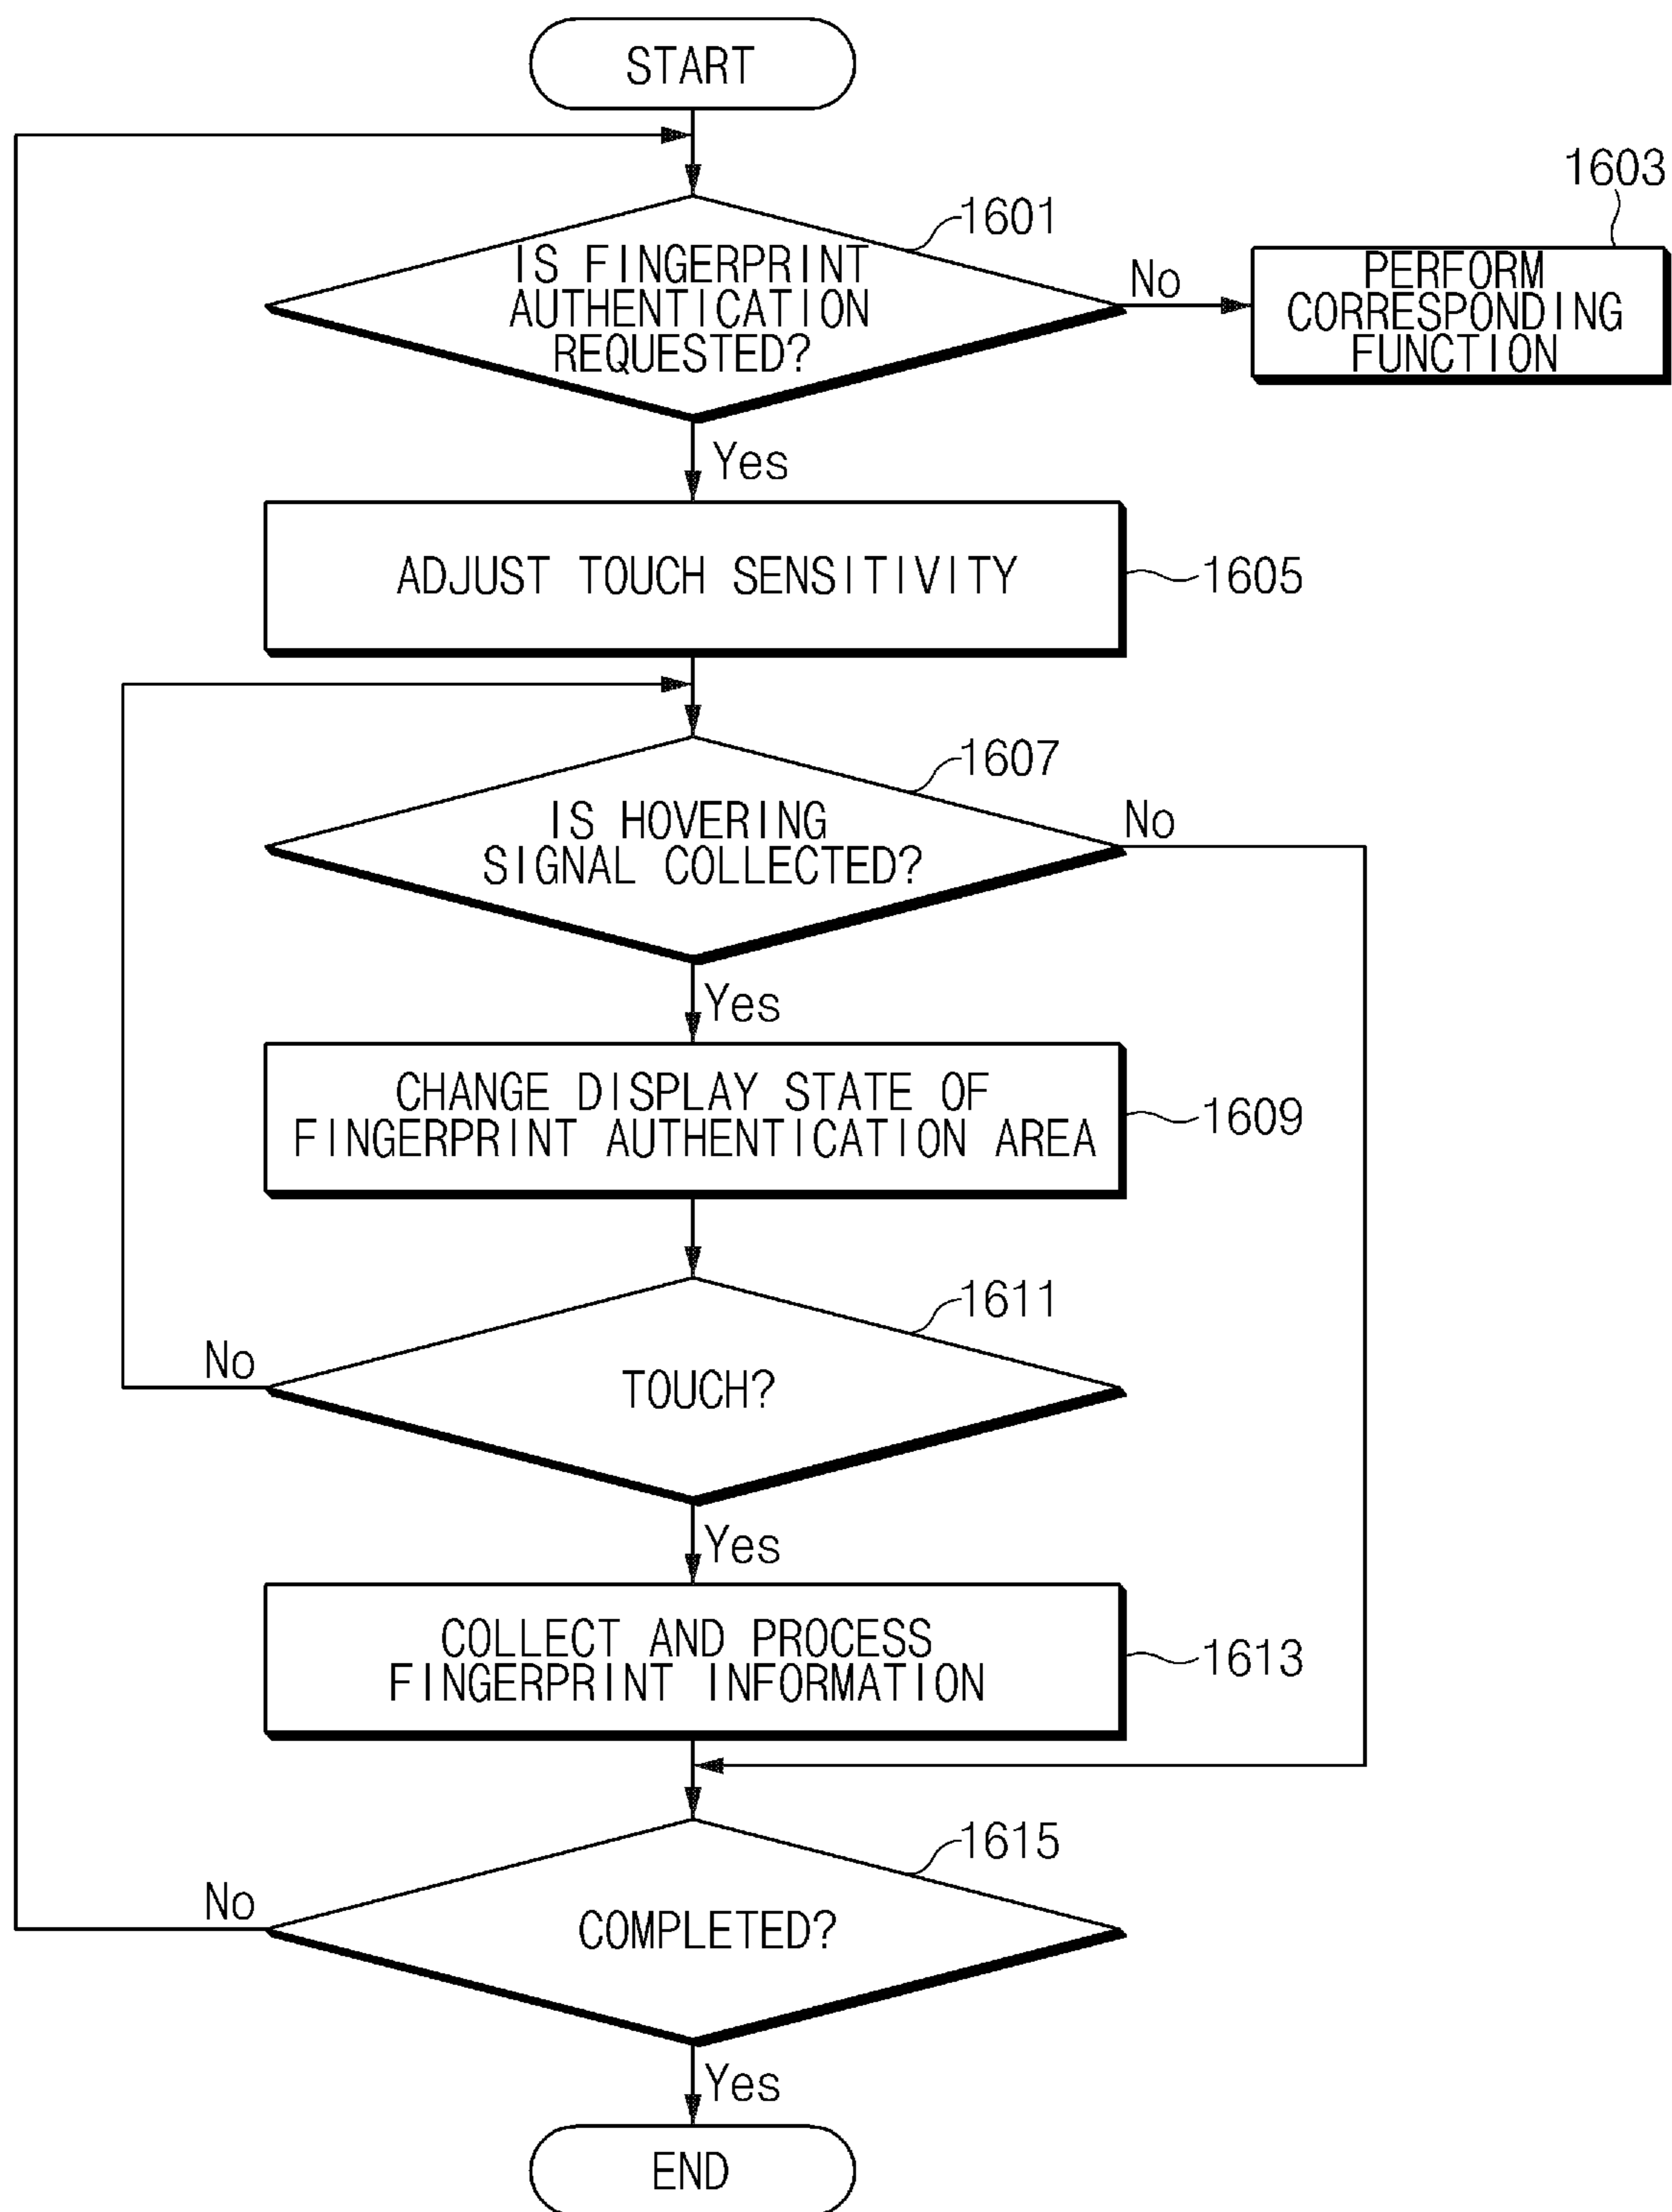 START
1601
1603
IS FINGERPRINT
AUTHENTICATION
REQUESTED?
No
PERFORM
CORRESPONDING
FUNCTION
Yes
ADJUST TOUCH SENSITIVITY
1605
1607
IS HOVERING
SIGNAL COLLECTED?
No
Yes
CHANGE DISPLAY STATE OF
FINGERPRINT AUTHENTICATION AREA
1609
1611
No
TOUCH?
Yes
COLLECT AND PROCESS
FINGERPRINT INFORMATION
1613
1615
No
COMPLETED?
Yes
END